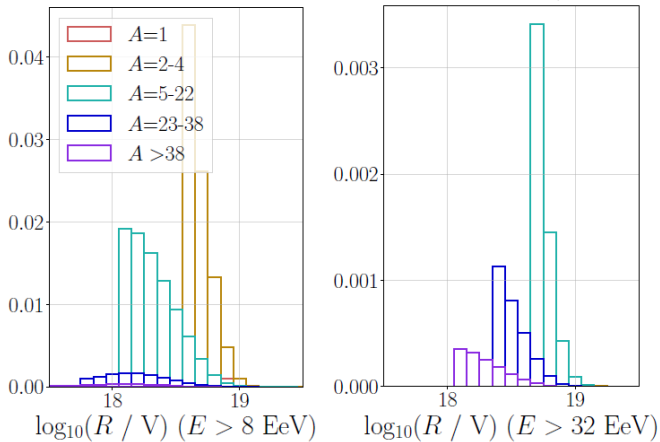 A=1
A=2-4
A=5-22
A=23-38
A >38
0.04
0.03
0.02
0.01
0.00
18 19
log₁₀(R / V) (E > 8 EeV)
0.003
0.002
0.001
0.000
18 19
log₁₀(R / V) (E > 32 EeV)